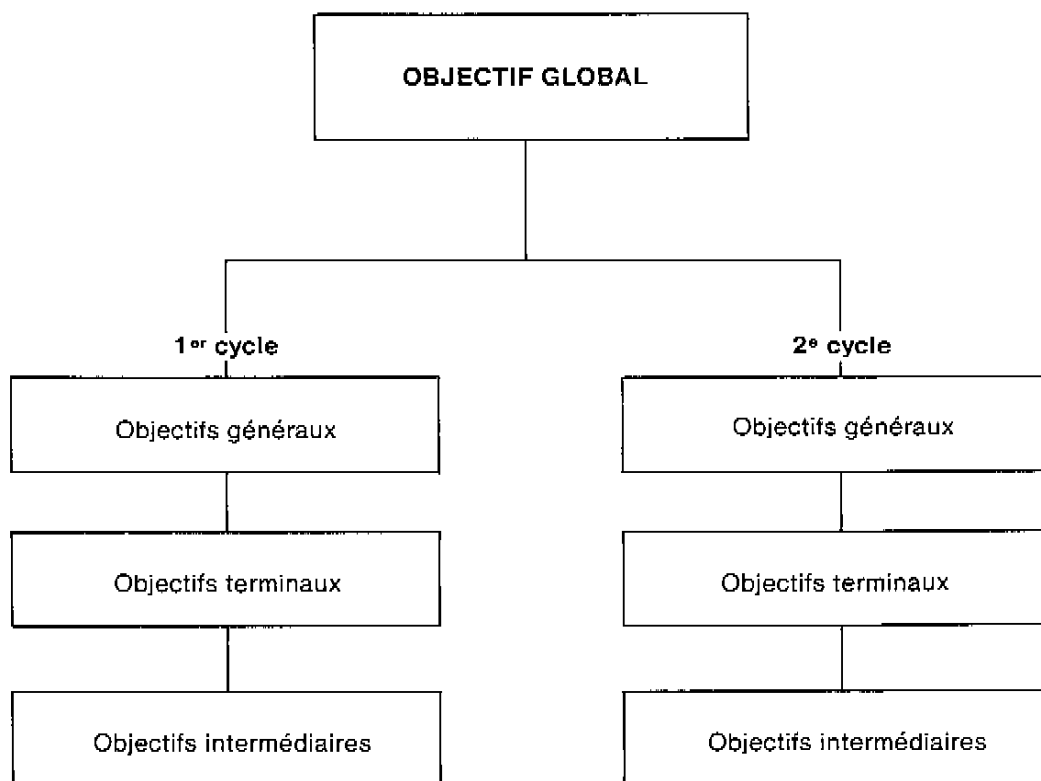 OBJECTIF GLOBAL
1er cycle
2e cycle
Objectifs généraux
Objectifs généraux
Objectifs terminaux
Objectifs terminaux
Objectifs intermédiaires
Objectifs intermédiaires